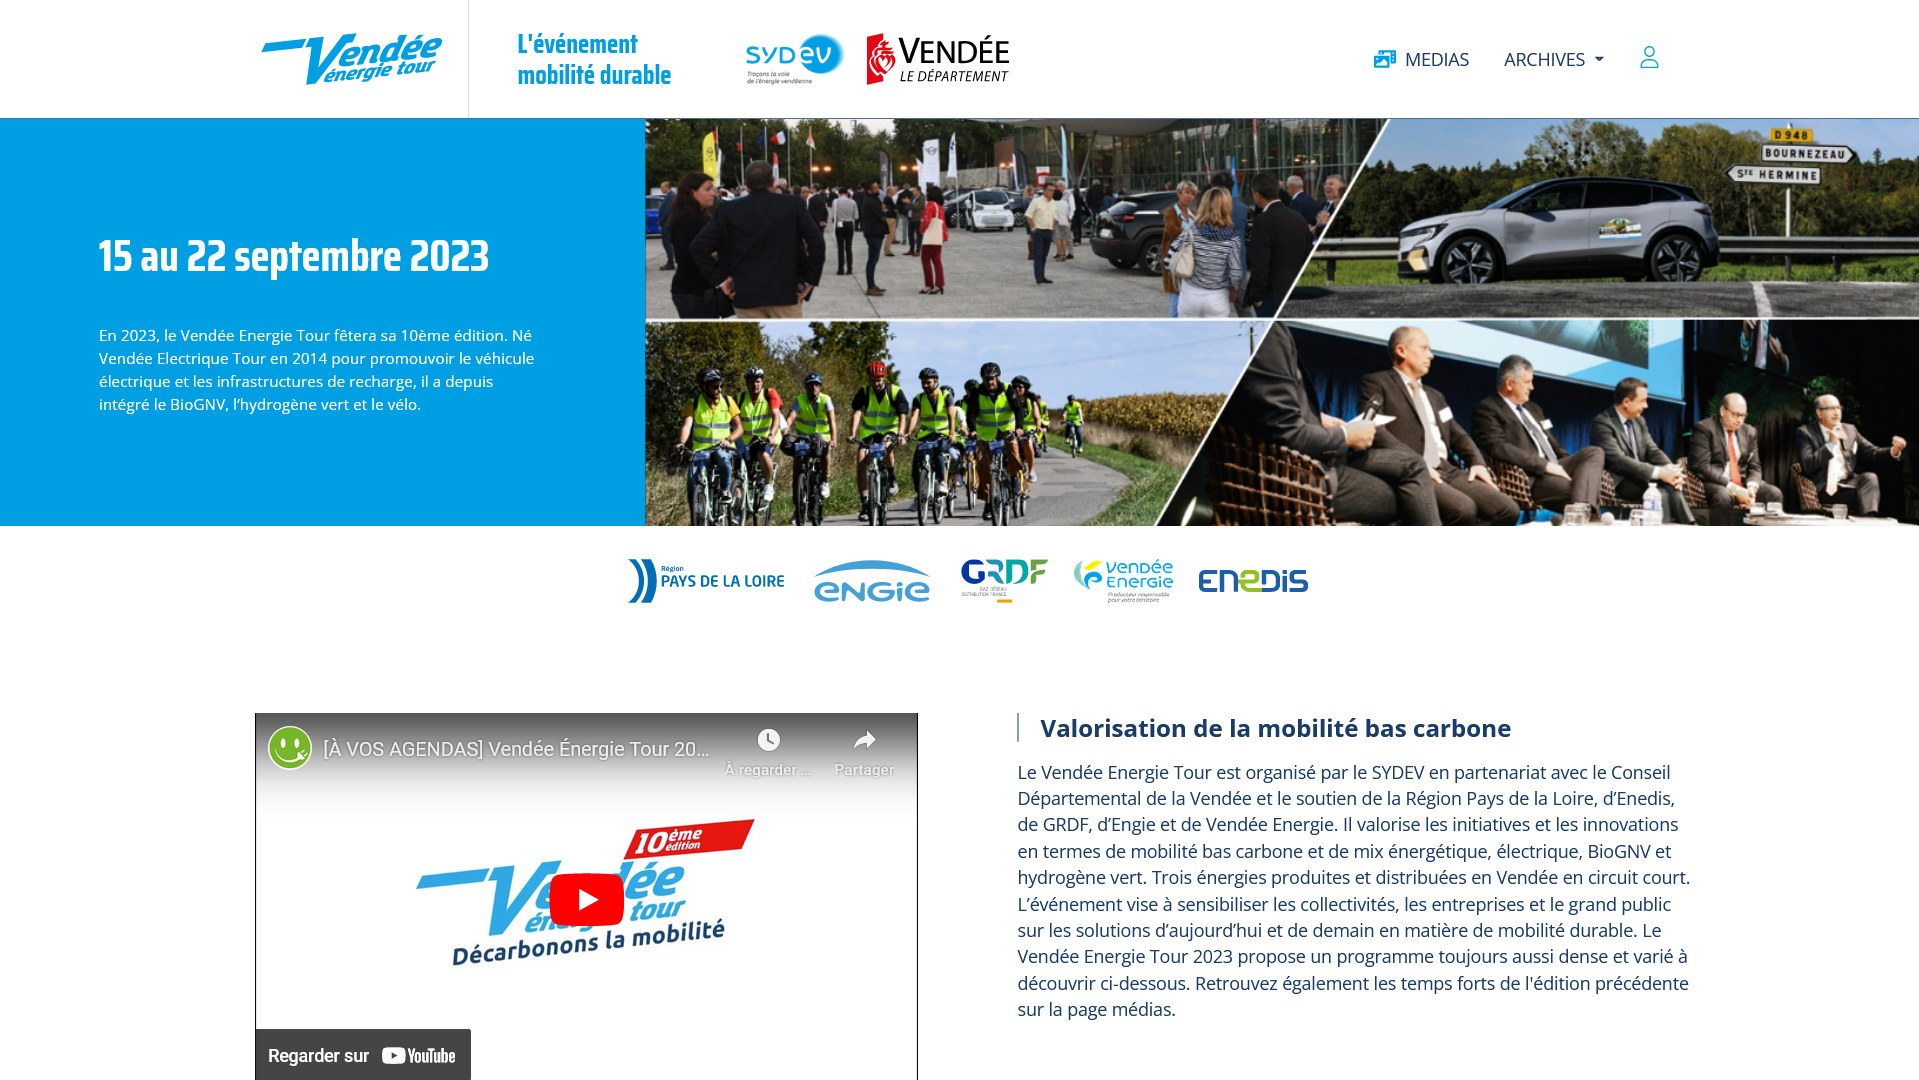 Vendée
énergie tour
L'événement
mobilité durable
SYDEV
Traçons la voie
de l'énergie vendéenne
VENDÉE
LE DÉPARTEMENT
MEDIAS
ARCHIVES
15 au 22 septembre 2023
En 2023, le Vendée Energie Tour fêtera sa 10ème édition. Né
Vendée Electrique Tour en 2014 pour promouvoir le véhicule
électrique et les infrastructures de recharge, il a depuis
intégré le BioGNV, l’hydrogène vert et le vélo.
D 948
BOURNEZEAU
STE HERMINE
Région
PAYS DE LA LOIRE
ENGIE
GRDF
GAZ RÉSEAU
DISTRIBUTION FRANCE
vendée
énergie
Producteur responsable
pour votre territoire
ENEDIS
[À VOS AGENDAS] Vendée Énergie Tour 20...
À regarder ...
Partager
10ème
édition
Vendée
énergie tour
Décarbonons la mobilité
Regarder sur YouTube
Valorisation de la mobilité bas carbone
Le Vendée Energie Tour est organisé par le SYDEV en partenariat avec le Conseil
Départemental de la Vendée et le soutien de la Région Pays de la Loire, d’Enedis,
de GRDF, d’Engie et de Vendée Energie. Il valorise les initiatives et les innovations
en termes de mobilité bas carbone et de mix énergétique, électrique, BioGNV et
hydrogène vert. Trois énergies produites et distribuées en Vendée en circuit court.
L’événement vise à sensibiliser les collectivités, les entreprises et le grand public
sur les solutions d’aujourd’hui et de demain en matière de mobilité durable. Le
Vendée Energie Tour 2023 propose un programme toujours aussi dense et varié à
découvrir ci-dessous. Retrouvez également les temps forts de l'édition précédente
sur la page médias.